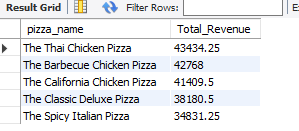 Result Grid Filter Rows:
pizza_name Total_Revenue
The Thai Chicken Pizza 43434.25
The Barbecue Chicken Pizza 42768
The California Chicken Pizza 41409.5
The Classic Deluxe Pizza 38180.5
The Spicy Italian Pizza 34831.25